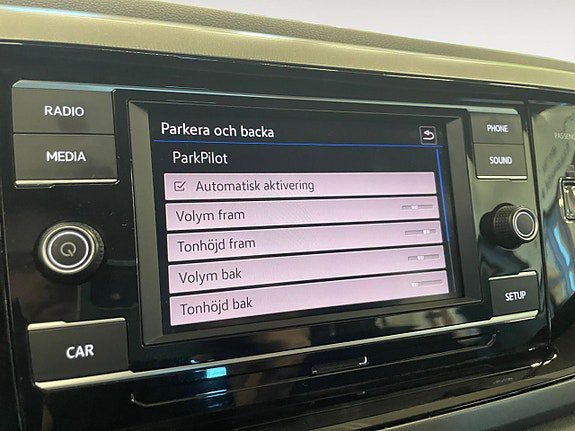 RADIO
MEDIA
CAR
Parkera och backa
ParkPilot
Automatisk aktivering
Volym fram
Tonhöjd fram
Volym bak
Tonhöjd bak
PHONE
SOUND
SETUP